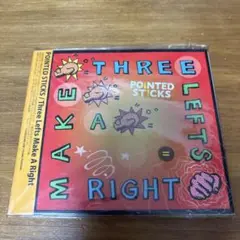 POINTED STICKS / Three Lefts Make A Right
THREE
LEFTS
MAKE
A
=
RIGHT
POINTED
STICKS